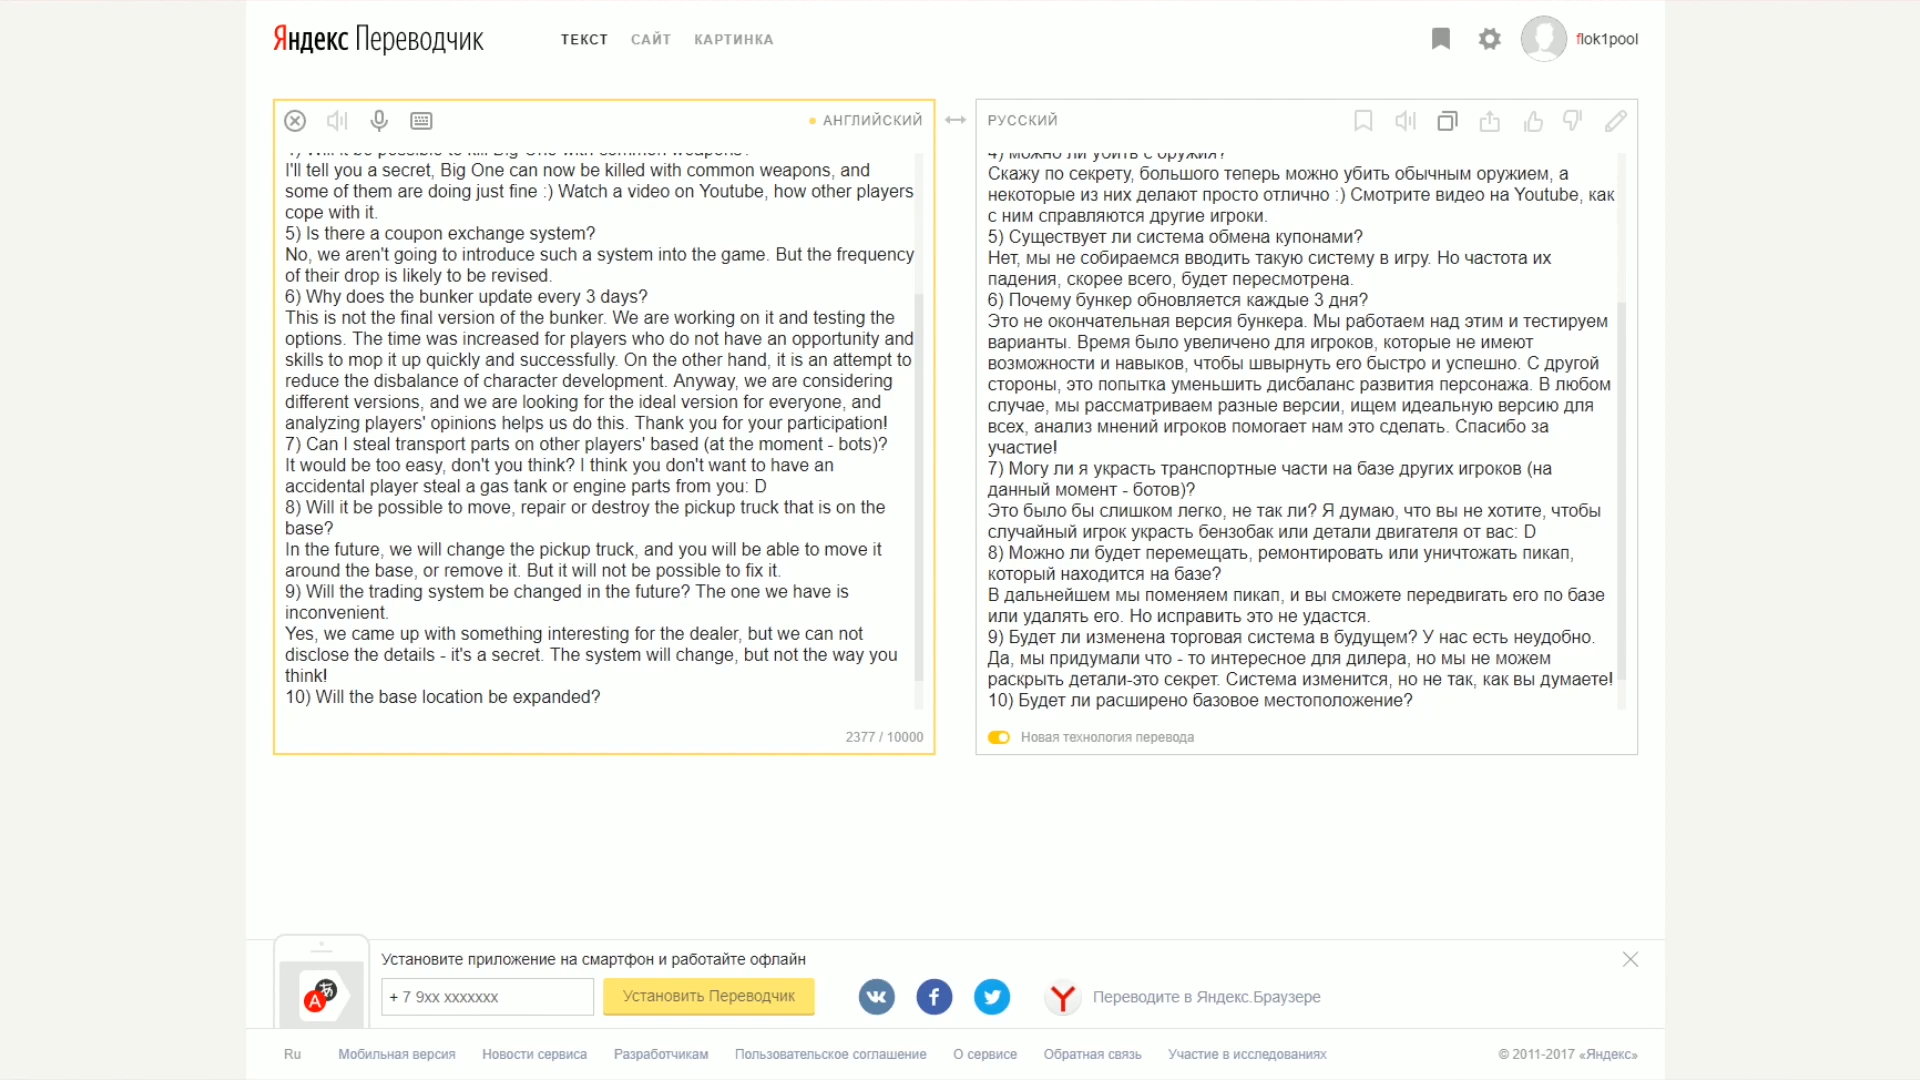 Яндекс Переводчик
ТЕКСТ САЙТ КАРТИНКА
flok1pool
АНГЛИЙСКИЙ
4) Will it be possible to kill Big One with common weapons?
I'll tell you a secret, Big One can now be killed with common weapons, and
some of them are doing just fine :) Watch a video on Youtube, how other players
cope with it.
5) Is there a coupon exchange system?
No, we aren't going to introduce such a system into the game. But the frequency
of their drop is likely to be revised.
6) Why does the bunker update every 3 days?
This is not the final version of the bunker. We are working on it and testing the
options. The time was increased for players who do not have an opportunity and
skills to mop it up quickly and successfully. On the other hand, it is an attempt to
reduce the disbalance of character development. Anyway, we are considering
different versions, and we are looking for the ideal version for everyone, and
analyzing players' opinions helps us do this. Thank you for your participation!
7) Can I steal transport parts on other players' based (at the moment - bots)?
It would be too easy, don't you think? I think you don't want to have an
accidental player steal a gas tank or engine parts from you: D
8) Will it be possible to move, repair or destroy the pickup truck that is on the
base?
In the future, we will change the pickup truck, and you will be able to move it
around the base, or remove it. But it will not be possible to fix it.
9) Will the trading system be changed in the future? The one we have is
inconvenient.
Yes, we came up with something interesting for the dealer, but we can not
disclose the details - it's a secret. The system will change, but not the way you
think!
10) Will the base location be expanded?
2377 / 10000
РУССКИЙ
4) можно ли убить с оружия?
Скажу по секрету, большого теперь можно убить обычным оружием, а
некоторые из них делают просто отлично :) Смотрите видео на Youtube, как
с ним справляются другие игроки.
5) Существует ли система обмена купонами?
Нет, мы не собираемся вводить такую систему в игру. Но частота их
падения, скорее всего, будет пересмотрена.
6) Почему бункер обновляется каждые 3 дня?
Это не окончательная версия бункера. Мы работаем над этим и тестируем
варианты. Время было увеличено для игроков, которые не имеют
возможности и навыков, чтобы швырнуть его быстро и успешно. С другой
стороны, это попытка уменьшить дисбаланс развития персонажа. В любом
случае, мы рассматриваем разные версии, ищем идеальную версию для
всех, анализ мнений игроков помогает нам это сделать. Спасибо за
участие!
7) Могу ли я украсть транспортные части на базе других игроков (на
данный момент - ботов)?
Это было бы слишком легко, не так ли? Я думаю, что вы не хотите, чтобы
случайный игрок украсть бензобак или детали двигателя от вас: D
8) Можно ли будет перемещать, ремонтировать или уничтожать пикап,
который находится на базе?
В дальнейшем мы поменяем пикап, и вы сможете передвигать его по базе
или удалять его. Но исправить это не удастся.
9) Будет ли изменена торговая система в будущем? У нас есть неудобно.
Да, мы придумали что - то интересное для дилера, но мы не можем
раскрыть детали-это секрет. Система изменится, но не так, как вы думаете!
10) Будет ли расширено базовое местоположение?
Новая технология перевода
Установите приложение на смартфон и работайте офлайн
+ 7 9xx xxxxxxx
Установить Переводчик
Переводите в Яндекс.Браузере
Ru Мобильная версия Новости сервиса Разработчикам Пользовательское соглашение О сервисе Обратная связь Участие в исследованиях © 2011-2017 «Яндекс»